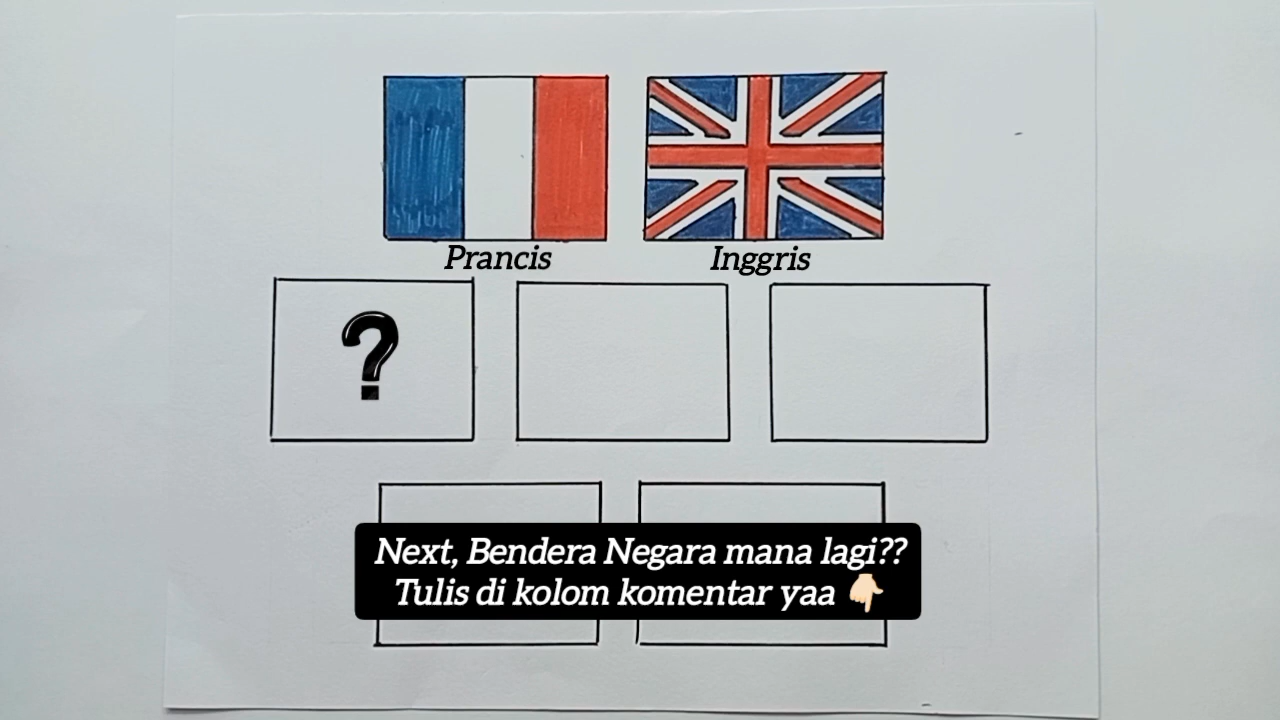 Prancis
Inggris
?
Next, Bendera Negara mana lagi??
Tulis di kolom komentar yaa 👇🏻